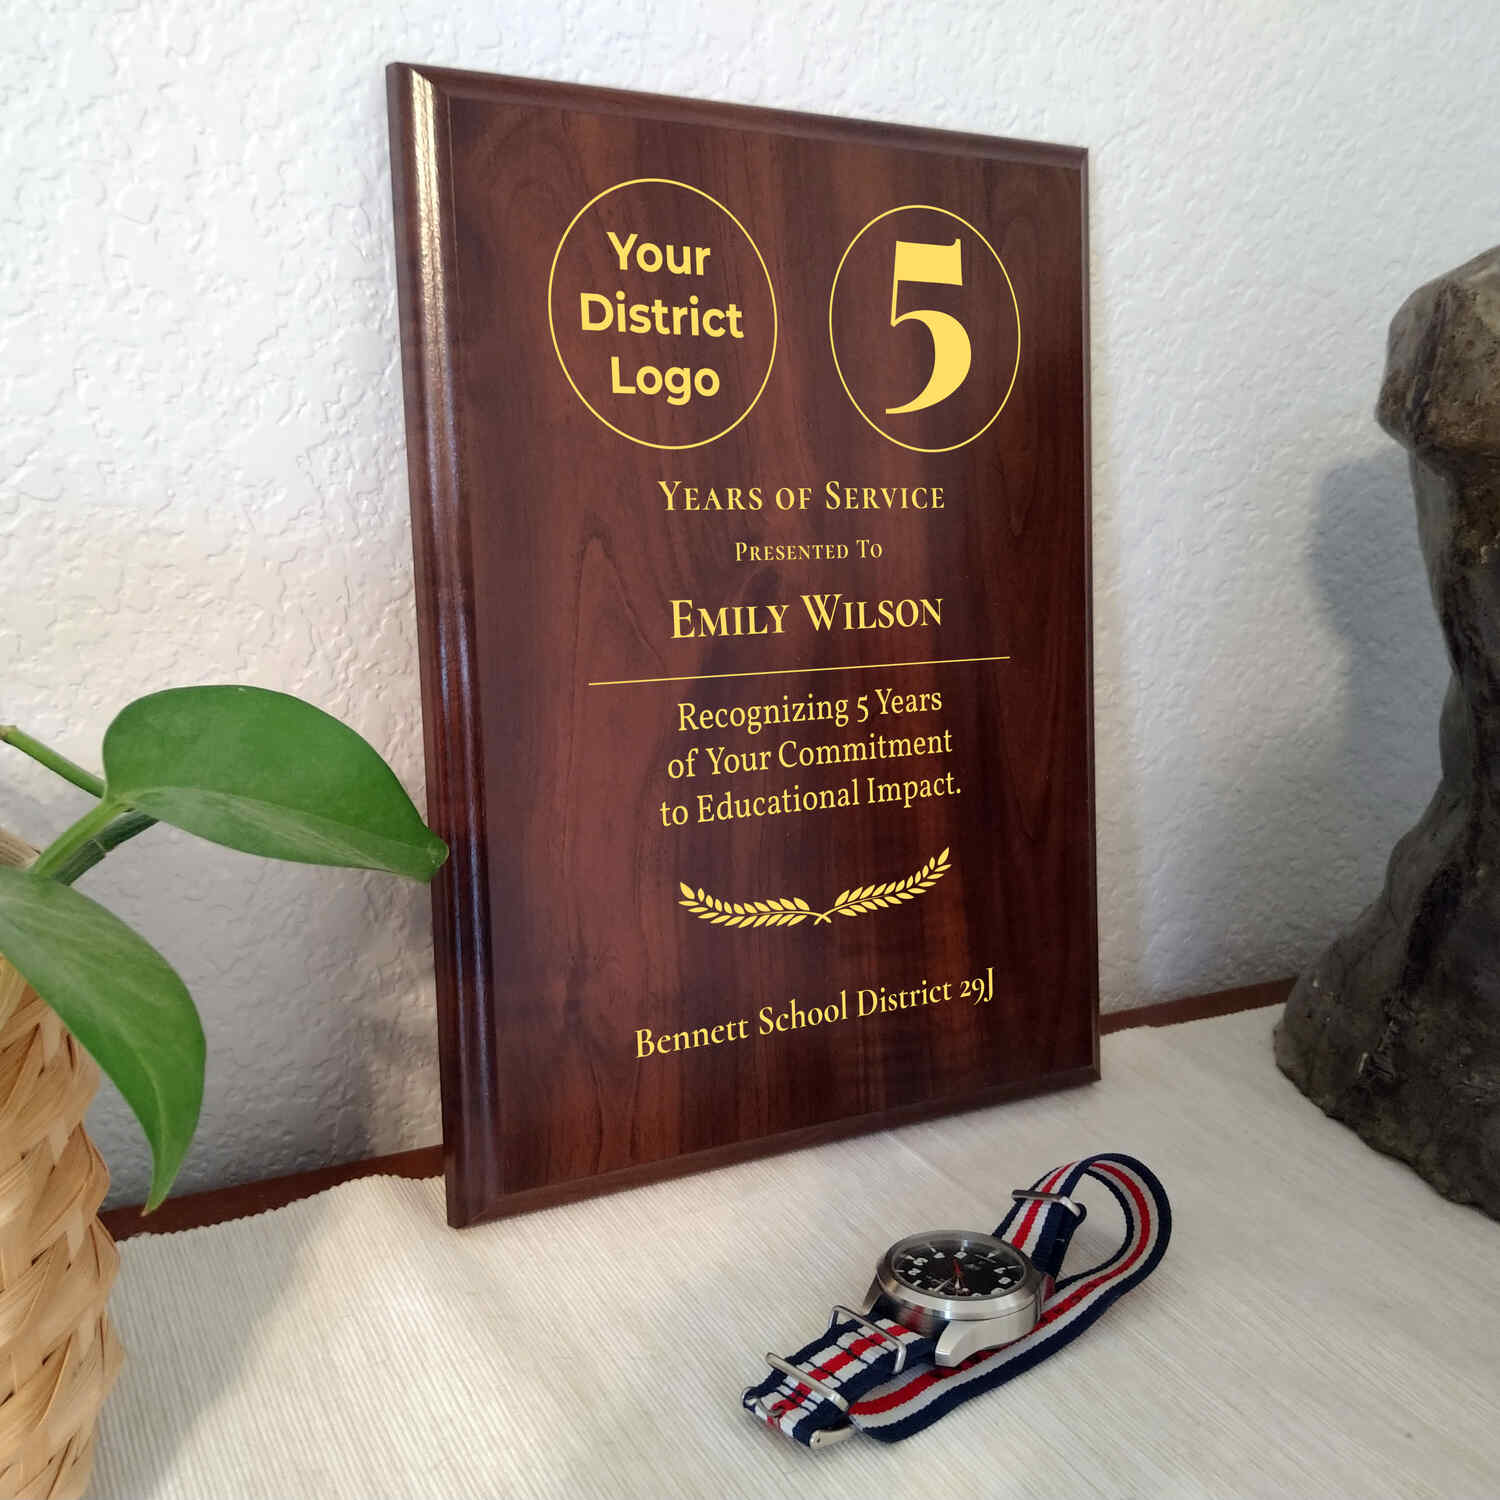 Your
District
Logo
5
YEARS OF SERVICE
PRESENTED TO
EMILY WILSON
Recognizing 5 Years
of Your Commitment
to Educational Impact.
Bennett School District 29J